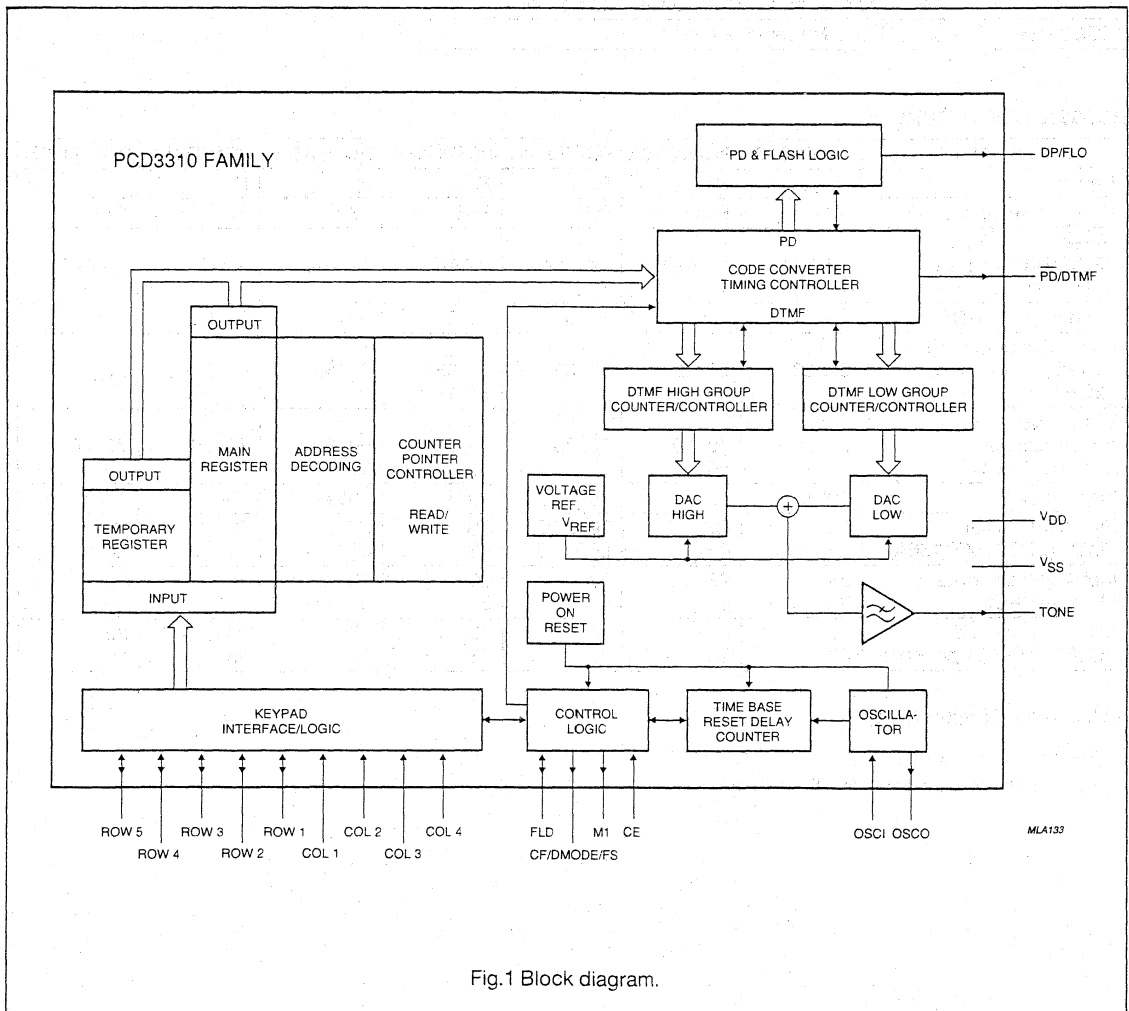 PCD3310 FAMILY
PD & FLASH LOGIC
DP/FLO
PD
CODE CONVERTER
TIMING CONTROLLER
DTMF
PD/DTMF
OUTPUT
MAIN
REGISTER
ADDRESS
DECODING
COUNTER
POINTER
CONTROLLER
READ/
WRITE
OUTPUT
TEMPORARY
REGISTER
INPUT
DTMF HIGH GROUP
COUNTER/CONTROLLER
DTMF LOW GROUP
COUNTER/CONTROLLER
VOLTAGE
REF.
VREF
DAC
HIGH
+
DAC
LOW
VDD
VSS
POWER
ON
RESET
TONE
KEYPAD
INTERFACE/LOGIC
CONTROL
LOGIC
TIME BASE
RESET DELAY
COUNTER
OSCILLA-
TOR
ROW 5
ROW 4
ROW 3
ROW 2
ROW 1
COL 1
COL 2
COL 3
COL 4
FLD
CF/DMODE/FS
M1
CE
OSCI
OSCO
MLA133
Fig.1 Block diagram.